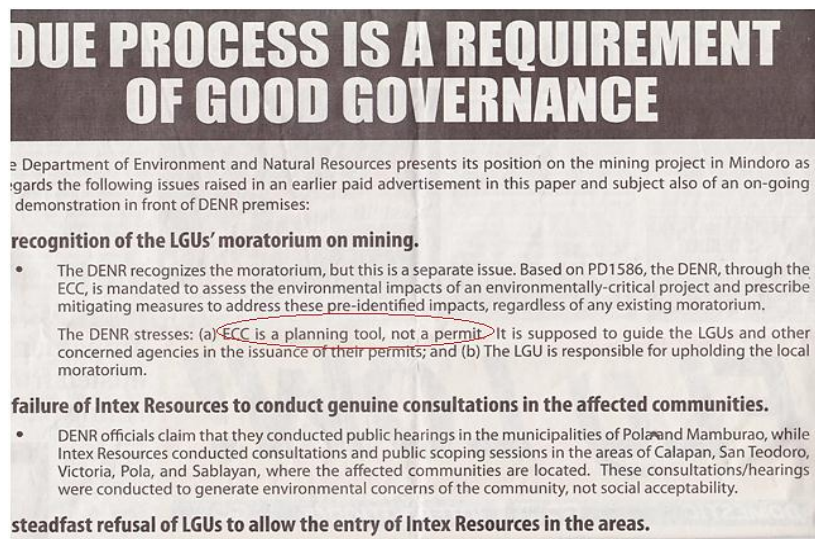 DUE PROCESS IS A REQUIREMENT
OF GOOD GOVERNANCE
e Department of Environment and Natural Resources presents its position on the mining project in Mindoro as
egards the following issues raised in an earlier paid advertisement in this paper and subject also of an on-going
demonstration in front of DENR premises:
recognition of the LGUs' moratorium on mining.
• The DENR recognizes the moratorium, but this is a separate issue. Based on PD1586, the DENR, through the
ECC, is mandated to assess the environmental impacts of an environmentally-critical project and prescribe
mitigating measures to address these pre-identified impacts, regardless of any existing moratorium.
The DENR stresses: (a) ECC is a planning tool, not a permit. It is supposed to guide the LGUs and other
concerned agencies in the issuance of their permits; and (b) The LGU is responsible for upholding the local
moratorium.
failure of Intex Resources to conduct genuine consultations in the affected communities.
• DENR officials claim that they conducted public hearings in the municipalities of Pola and Mamburao, while
Intex Resources conducted consultations and public scoping sessions in the areas of Calapan, San Teodoro,
Victoria, Pola, and Sablayan, where the affected communities are located. These consultations/hearings
were conducted to generate environmental concerns of the community, not social acceptability.
steadfast refusal of LGUs to allow the entry of Intex Resources in the areas.